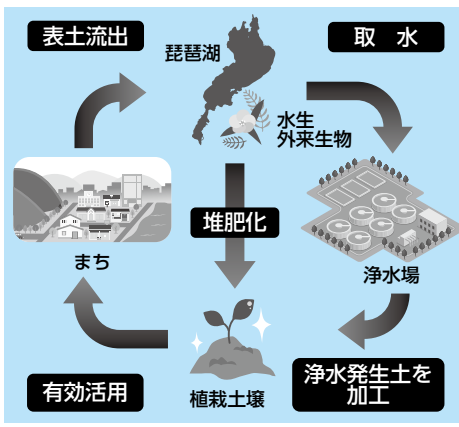 表土流出
取 水
琵琶湖
水生
外来生物
堆肥化
まち
浄水場
有効活用
植栽土壌
浄水発生土を
加工